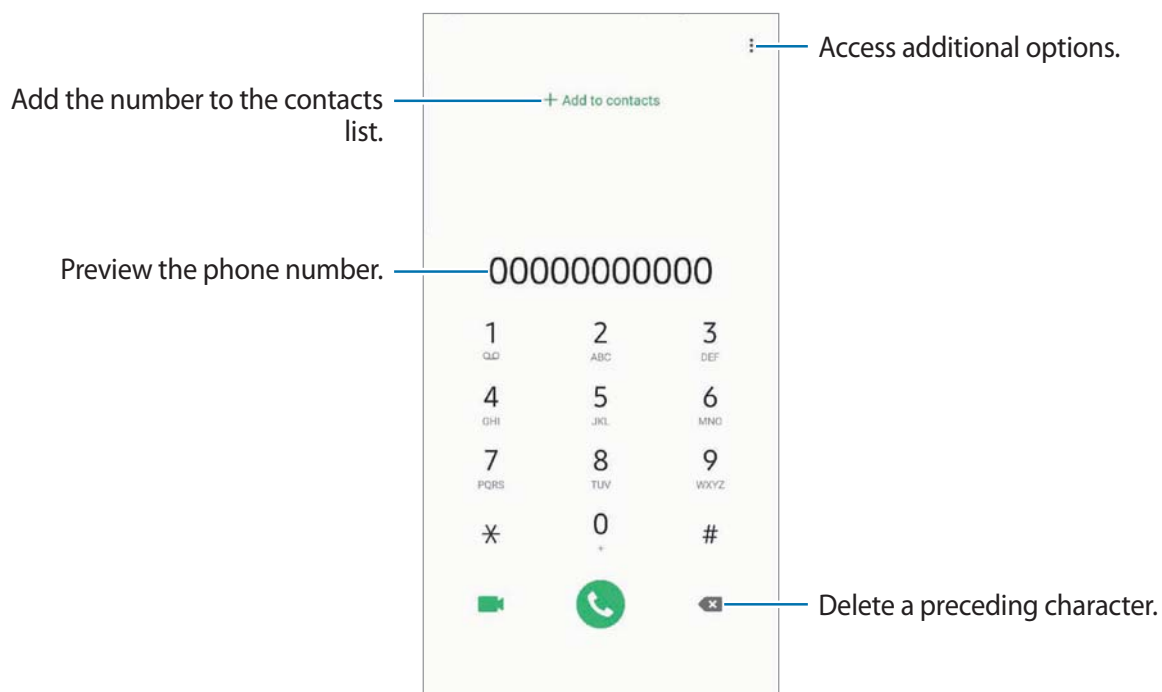 Access additional options.
+ Add to contacts
Add the number to the contacts
list.
Preview the phone number.
00000000000
1 2 3
ABC DEF
4 5 6
GHI JKL MNO
7 8 9
PQRS TUV WXYZ
* 0 #
+
Delete a preceding character.